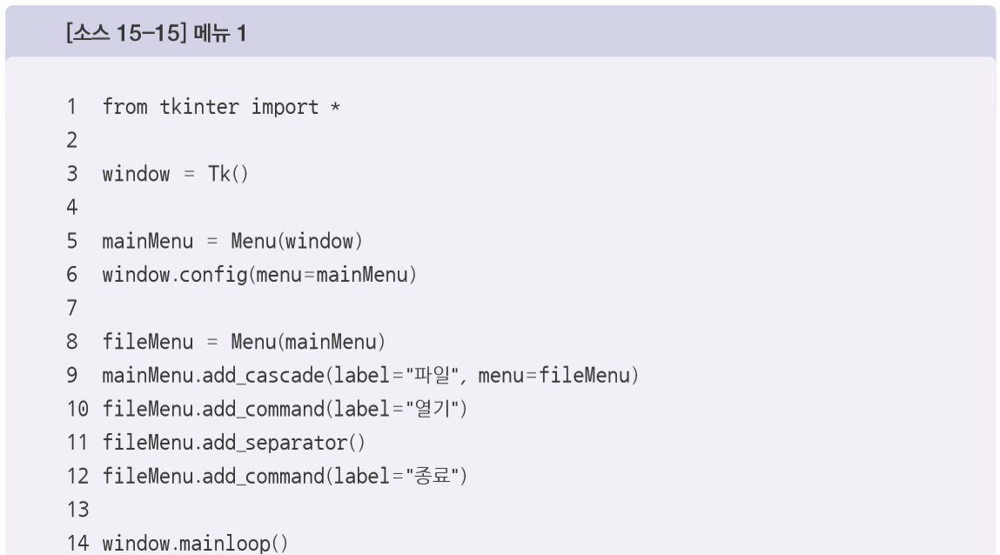 [소스 15-15] 메뉴 1
1 from tkinter import *
2
3 window = Tk()
4
5 mainMenu = Menu(window)
6 window.config(menu=mainMenu)
7
8 fileMenu = Menu(mainMenu)
9 mainMenu.add_cascade(label="파일", menu=fileMenu)
10 fileMenu.add_command(label="열기")
11 fileMenu.add_separator()
12 fileMenu.add_command(label="종료")
13
14 window.mainloop()